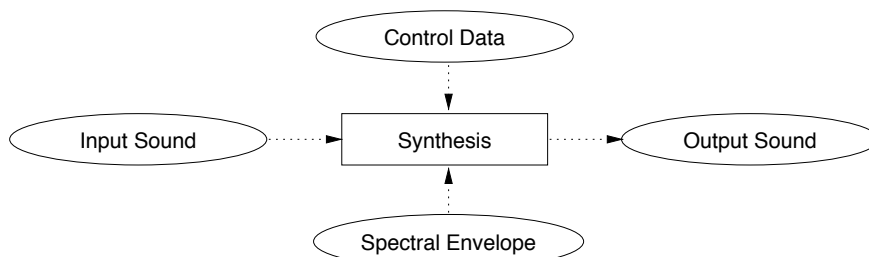 Control Data
Input Sound
Synthesis
Output Sound
Spectral Envelope